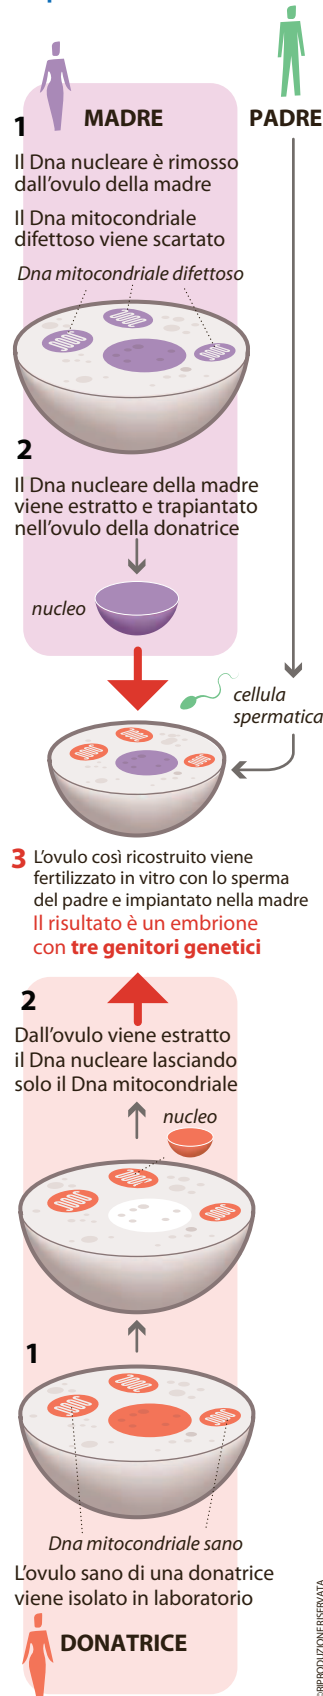 MADRE
PADRE
1
Il Dna nucleare è rimosso
dall'ovulo della madre
Il Dna mitocondriale
difettoso viene scartato
Dna mitocondriale difettoso
2
Il Dna nucleare della madre
viene estratto e trapiantato
nell'ovulo della donatrice
nucleo
cellula
spermatica
3 L'ovulo così ricostruito viene
fertilizzato in vitro con lo sperma
del padre e impiantato nella madre
Il risultato è un embrione
con tre genitori genetici
2
Dall'ovulo viene estratto
il Dna nucleare lasciando
solo il Dna mitocondriale
nucleo
1
Dna mitocondriale sano
L'ovulo sano di una donatrice
viene isolato in laboratorio
DONATRICE
©RIPRODUZIONE RISERVATA